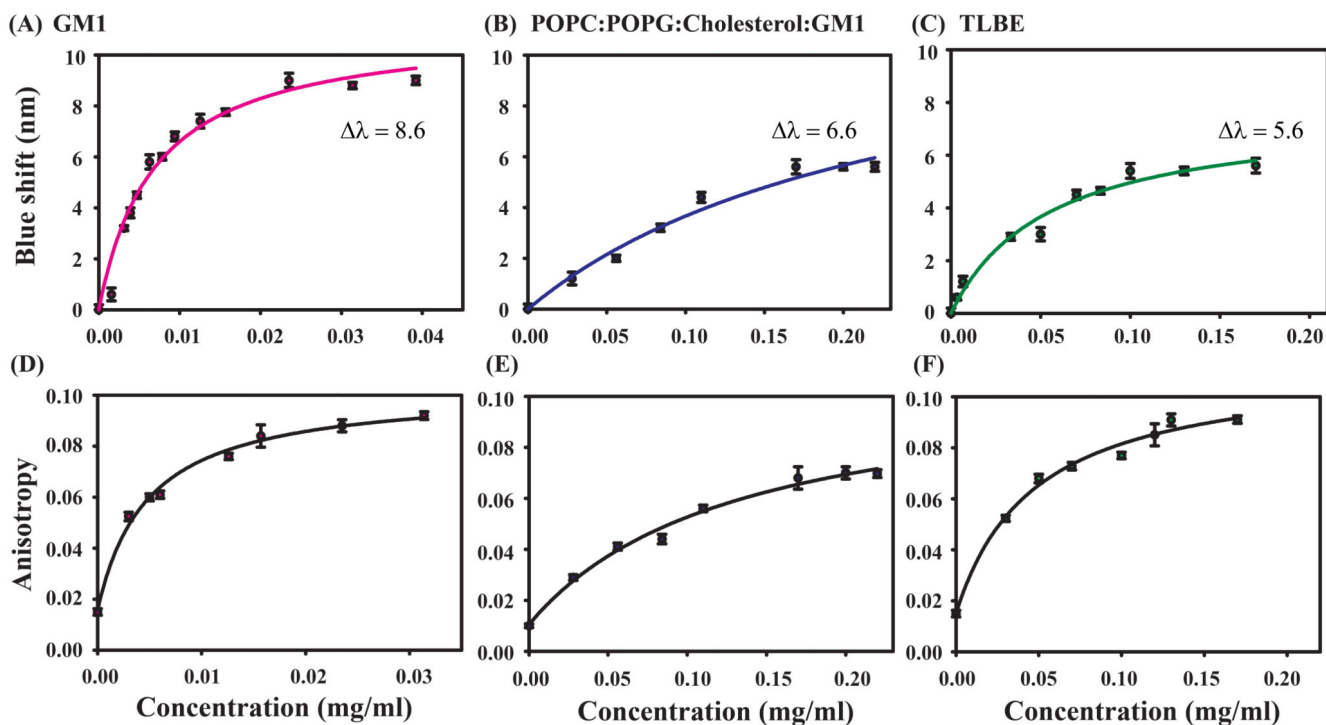 (A) GM1
(B) POPC:POPG:Cholesterol:GM1
(C) TLBE
Blue shift (nm)
10
8
6
4
2
0
Δλ = 8.6
0.00 0.01 0.02 0.03 0.04
10
8
6
4
2
0
Δλ = 6.6
0.00 0.05 0.10 0.15 0.20
10
8
6
4
2
0
Δλ = 5.6
0.00 0.05 0.10 0.15 0.20
(D)
(E)
(F)
Anisotropy
0.10
0.08
0.06
0.04
0.02
0.00
0.00 0.01 0.02 0.03
Concentration (mg/ml)
0.10
0.08
0.06
0.04
0.02
0.00
0.00 0.05 0.10 0.15 0.20
Concentration (mg/ml)
0.10
0.08
0.06
0.04
0.02
0.00
0.00 0.05 0.10 0.15 0.20
Concentration (mg/ml)